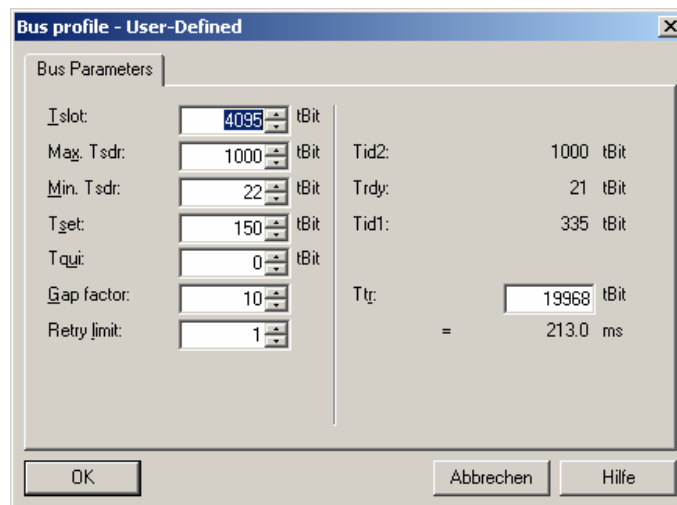 Bus profile - User-Defined
Bus Parameters
Tslot: 4095 tBit
Max. Tsdr: 1000 tBit Tid2: 1000 tBit
Min. Tsdr: 22 tBit Trdy: 21 tBit
Tset: 150 tBit Tid1: 335 tBit
Tqui: 0 tBit
Gap factor: 10 Ttr: 19968 tBit
Retry limit: 1 = 213.0 ms
OK Abbrechen Hilfe